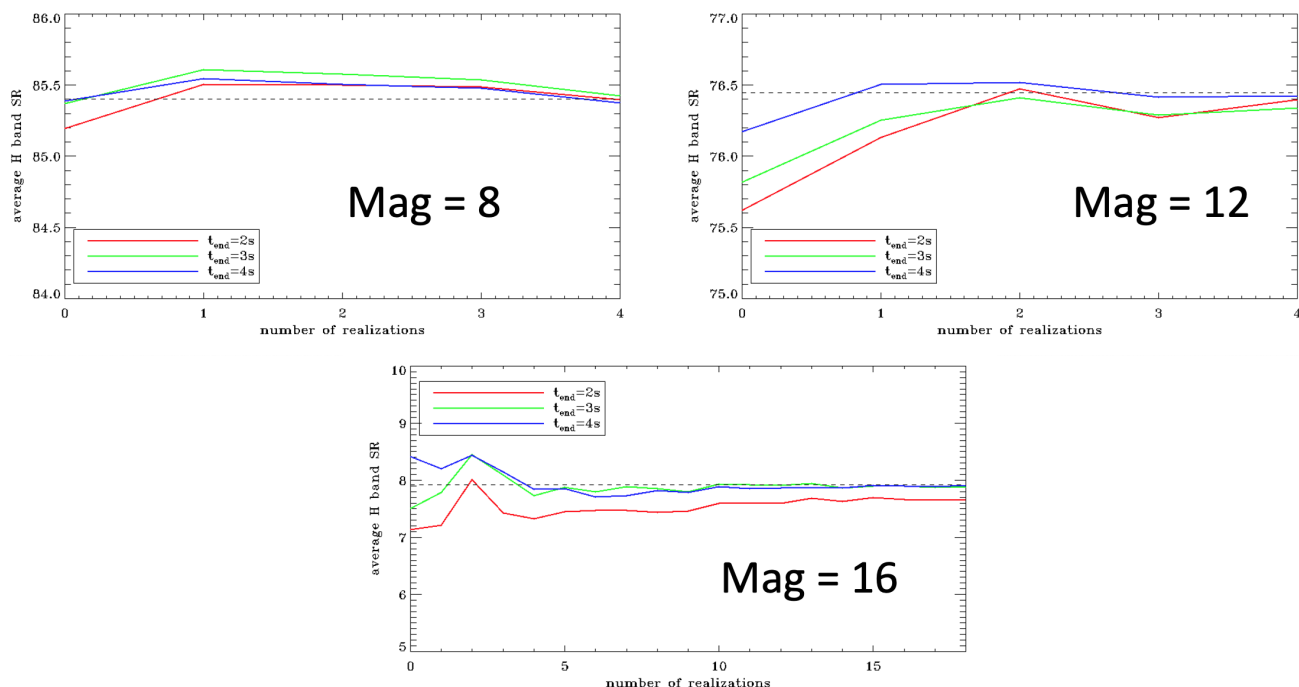 86.0
85.5
85.0
84.5
84.0
average H band SR
Mag = 8
t_end=2s
t_end=3s
t_end=4s
0 1 2 3 4
number of realizations
77.0
76.5
76.0
75.5
75.0
average H band SR
Mag = 12
t_end=2s
t_end=3s
t_end=4s
0 1 2 3 4
number of realizations
10
9
8
7
6
5
average H band SR
t_end=2s
t_end=3s
t_end=4s
Mag = 16
0 5 10 15
number of realizations